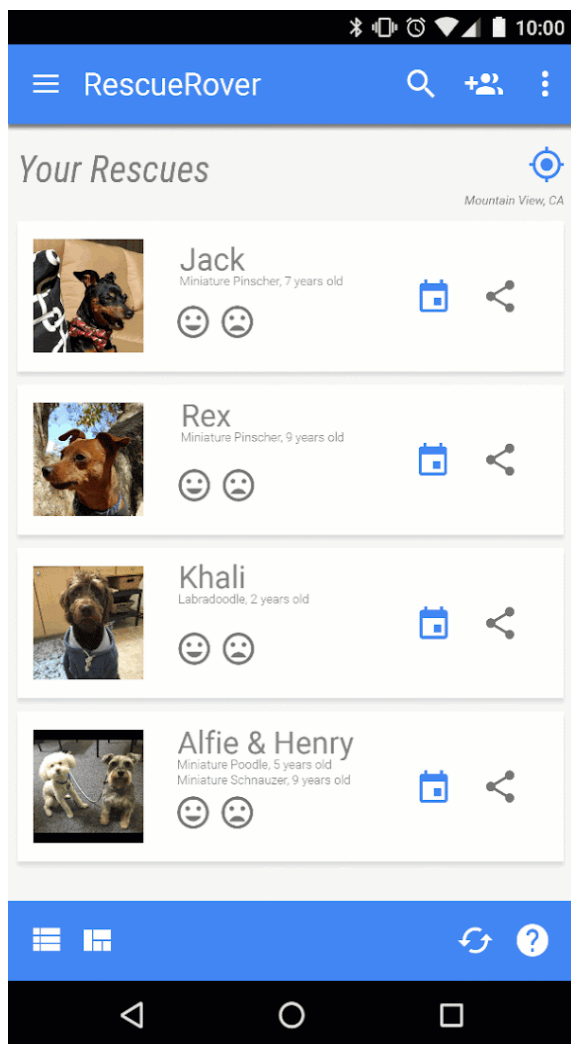 10:00
RescueRover
Your Rescues
Mountain View, CA
Jack
Miniature Pinscher, 7 years old
Rex
Miniature Pinscher, 9 years old
Khali
Labradoodle, 2 years old
Alfie & Henry
Miniature Poodle, 5 years old
Miniature Schnauzer, 9 years old